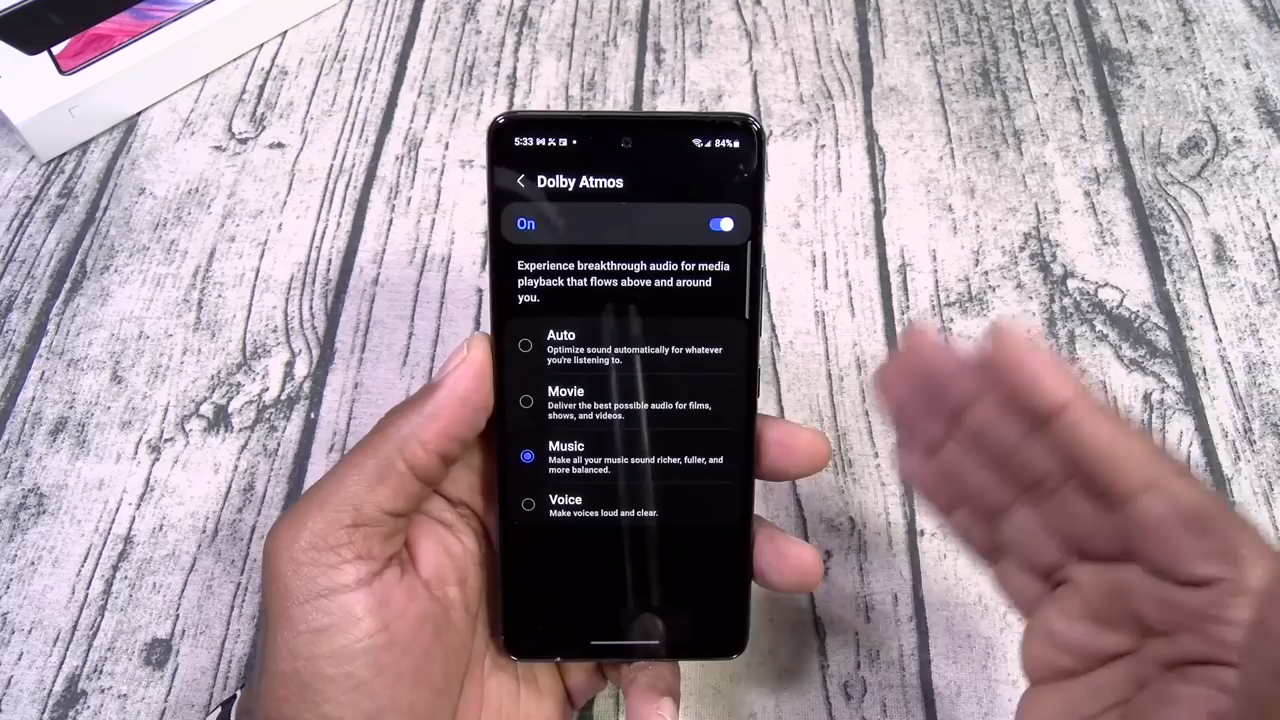 5:33
84%
Dolby Atmos
On
Experience breakthrough audio for media
playback that flows above and around
you.
Auto
Optimize sound automatically for whatever
you're listening to.
Movie
Deliver the best possible audio for films,
shows, and videos.
Music
Make all your music sound richer, fuller, and
more balanced.
Voice
Make voices loud and clear.